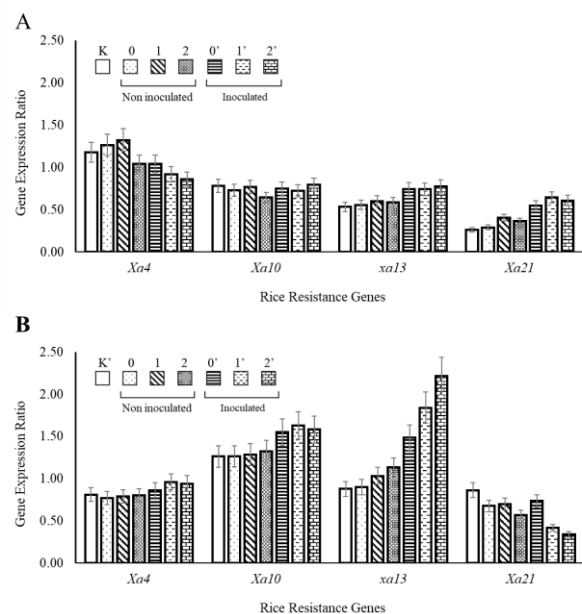 A
2.50
2.00
1.50
1.00
0.50
0.00
Gene Expression Ratio
K 0 1 2 0' 1' 2'
Non inoculated Inoculated
Xa4 Xa10 xa13 Xa21
Rice Resistance Genes
B
2.50
2.00
1.50
1.00
0.50
0.00
Gene Expression Ratio
K' 0 1 2 0' 1' 2'
Non inoculated Inoculated
Xa4 Xa10 xa13 Xa21
Rice Resistance Genes